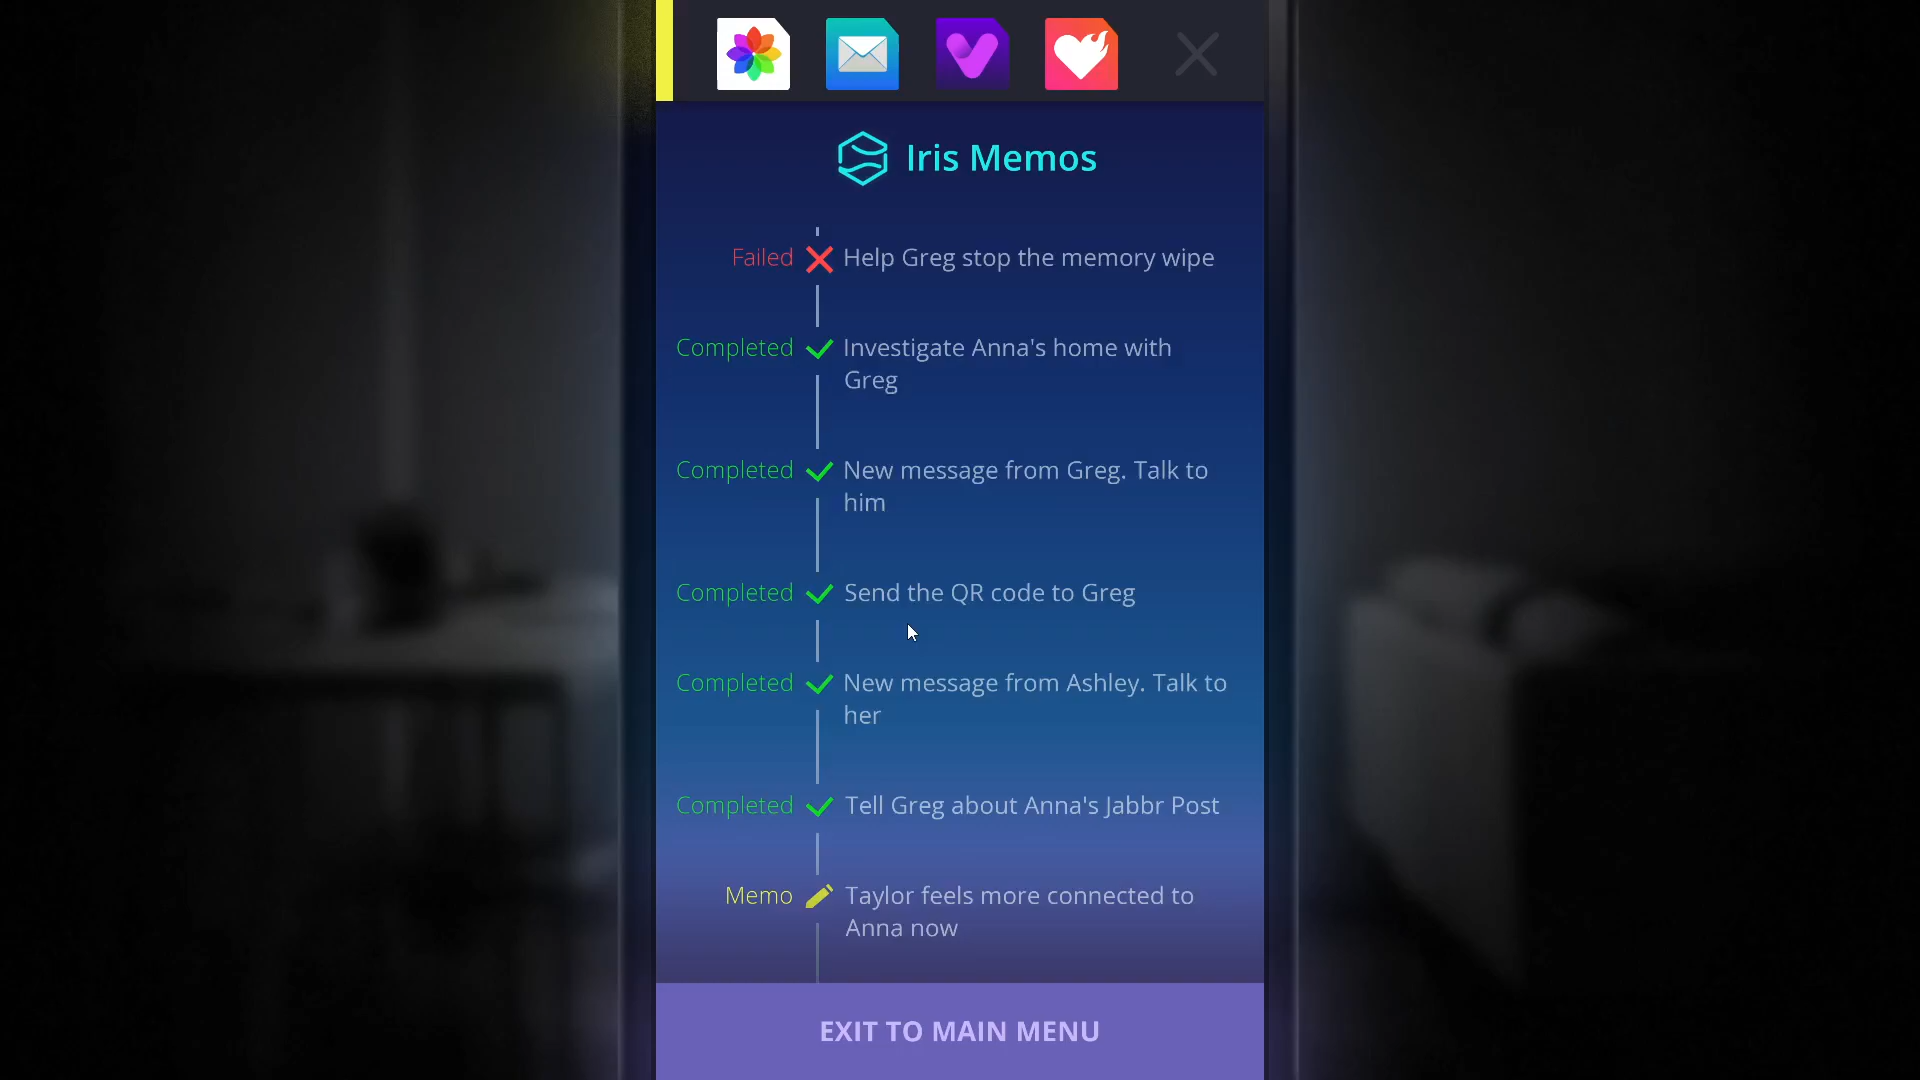 Iris Memos
Failed Help Greg stop the memory wipe
Completed Investigate Anna's home with
Greg
Completed New message from Greg. Talk to
him
Completed Send the QR code to Greg
Completed New message from Ashley. Talk to
her
Completed Tell Greg about Anna's Jabbr Post
Memo Taylor feels more connected to
Anna now
EXIT TO MAIN MENU